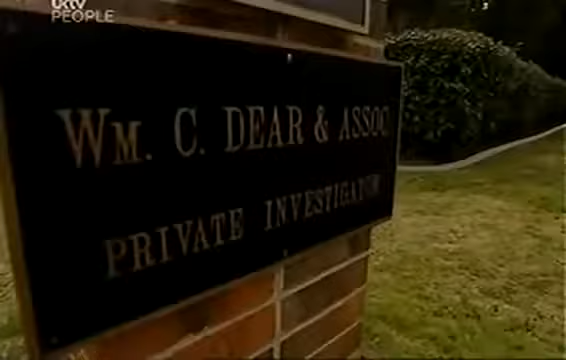 uktv
PEOPLE
WM. C. DEAR & ASSOC
PRIVATE INVESTIGATION